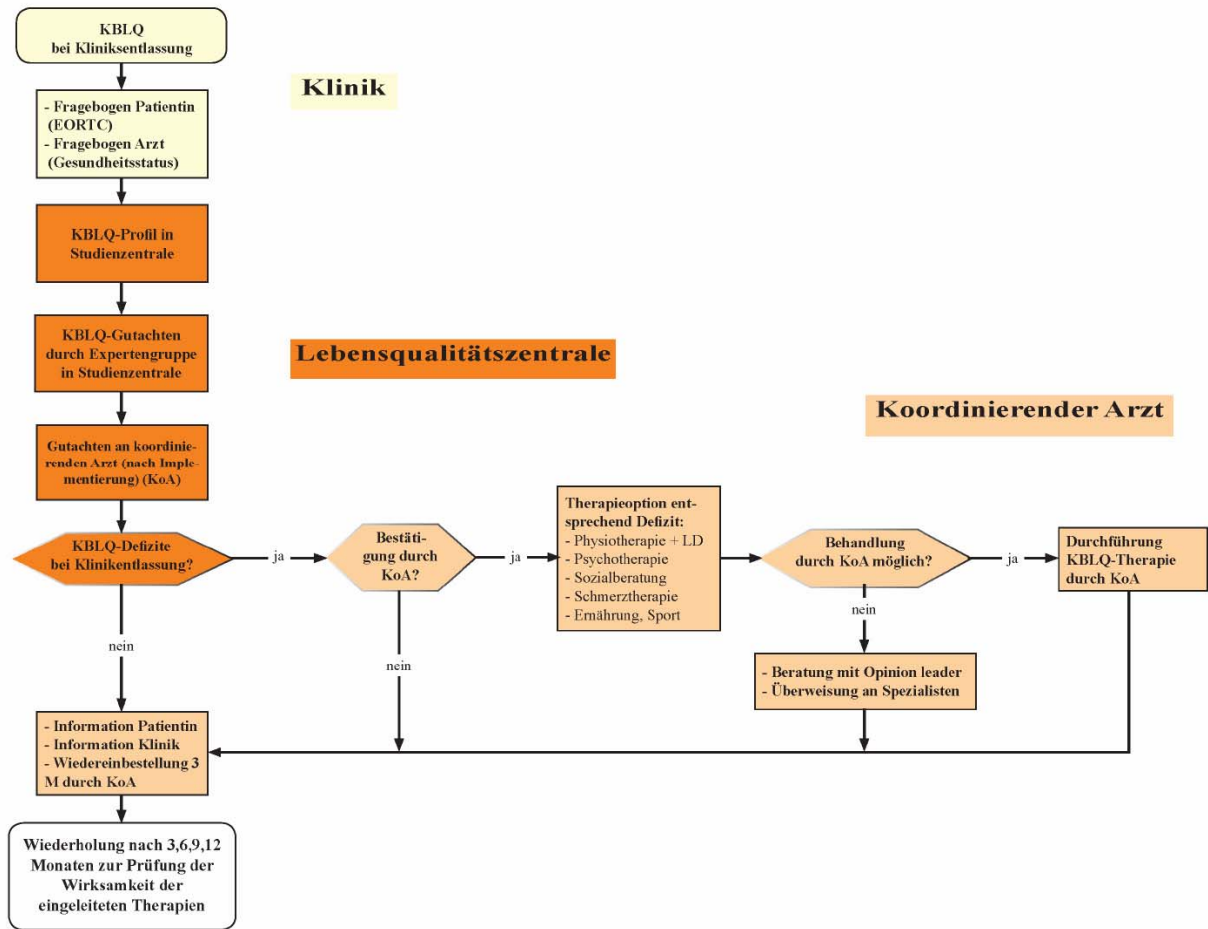 KBLQ
bei Kliniksentlassung
Klinik
- Fragebogen Patientin
(EORTC)
- Fragebogen Arzt
(Gesundheitsstatus)
KBLQ-Profil in
Studienzentrale
KBLQ-Gutachten
durch Expertengruppe
in Studienzentrale
Lebensqualitätszentrale
Koordinierender Arzt
Gutachten an koordinie-
renden Arzt (nach Imple-
mentierung) (KoA)
KBLQ-Defizite
bei Klinikentlassung?
ja
Bestäti-
gung durch
KoA?
ja
Therapieoption ent-
sprechend Defizit:
- Physiotherapie + LD
- Psychotherapie
- Sozialberatung
- Schmerztherapie
- Ernährung, Sport
Behandlung
durch KoA möglich?
ja
Durchführung
KBLQ-Therapie
durch KoA
nein
nein
nein
- Beratung mit Opinion leader
- Überweisung an Spezialisten
- Information Patientin
- Information Klinik
- Wiedereinbestellung 3
M durch KoA
Wiederholung nach 3,6,9,12
Monaten zur Prüfung der
Wirksamkeit der
eingeleiteten Therapien